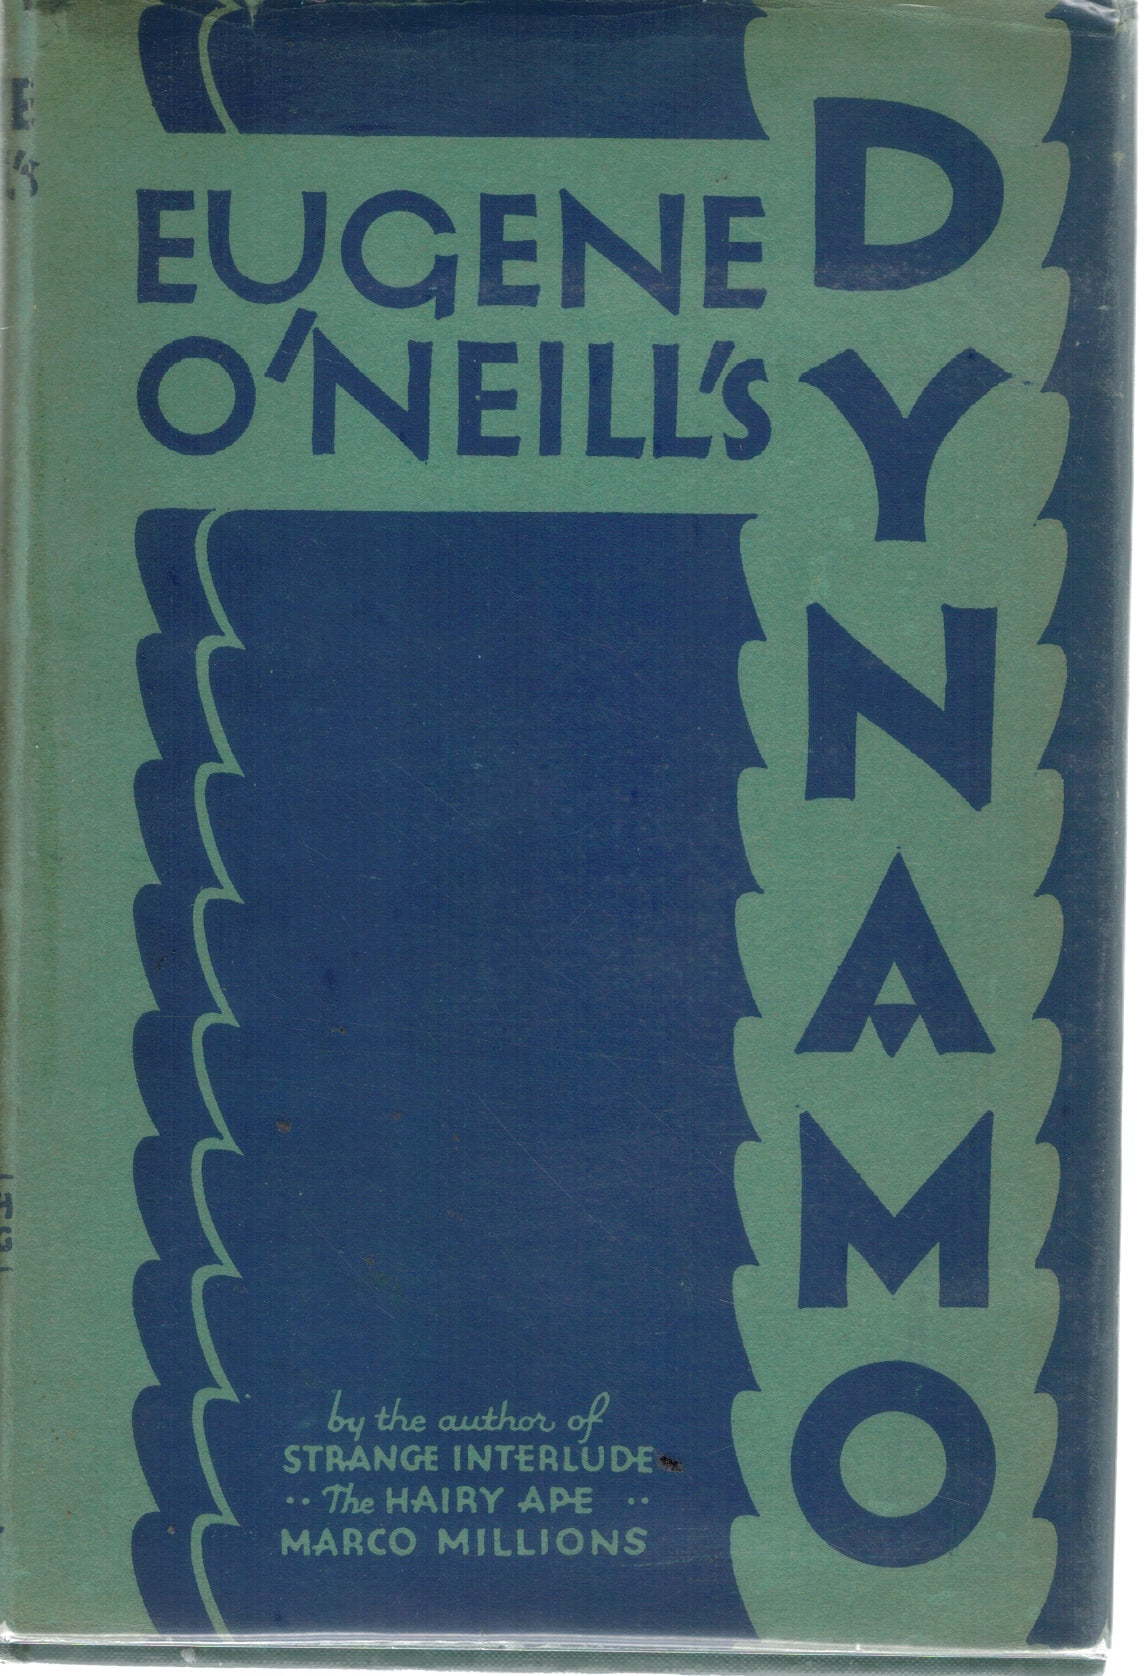 EUGENE
O'NEILL'S
DYNAMO
by the author of
STRANGE INTERLUDE
The HAIRY APE
MARCO MILLIONS